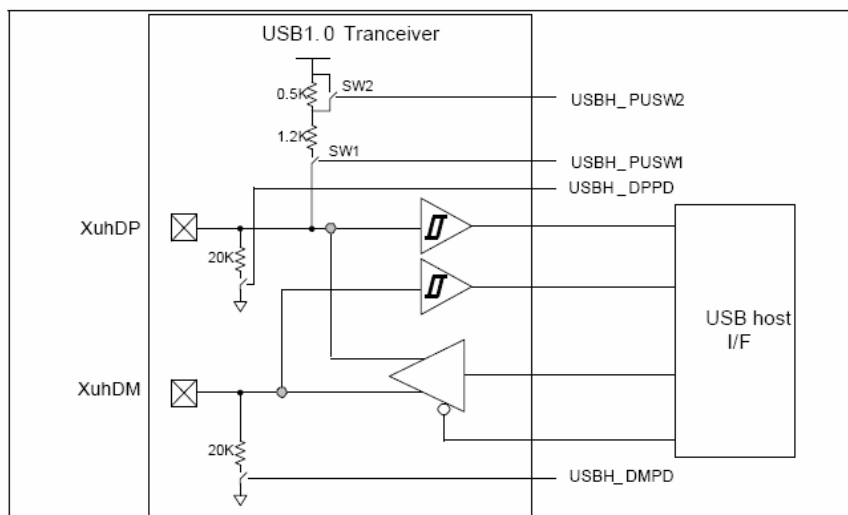 USB1.0 Tranceiver
0.5K
SW2
USBH_PUSW2
1.2K
SW1
USBH_PUSW1
USBH_DPPD
XuhDP
20K
USB host
I/F
XuhDM
20K
USBH_DMPD